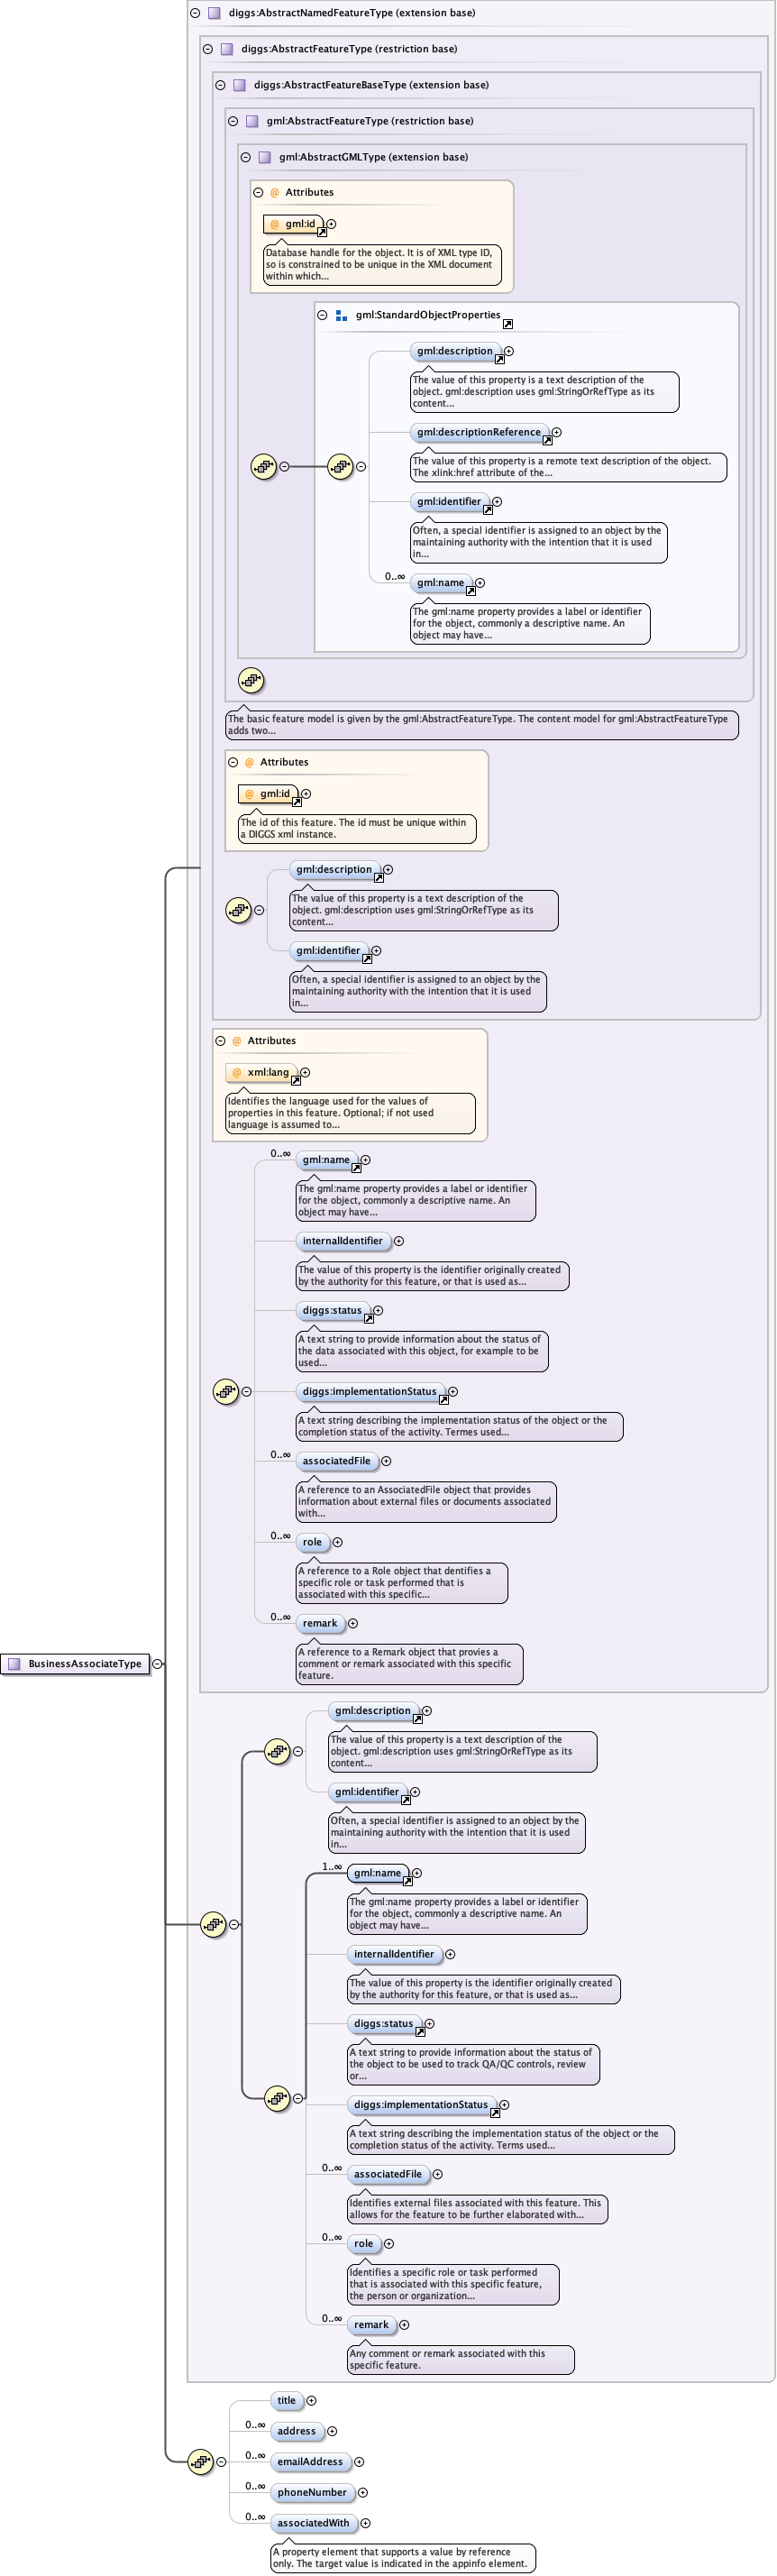 diggs:AbstractNamedFeatureType (extension base)
diggs:AbstractFeatureType (restriction base)
diggs:AbstractFeatureBaseType (extension base)
gml:AbstractFeatureType (restriction base)
gml:AbstractGMLType (extension base)
@ Attributes
@ gml:id
Database handle for the object. It is of XML type ID,
so is constrained to be unique in the XML document
within which...
gml:StandardObjectProperties
gml:description
The value of this property is a text description of the
object. gml:description uses gml:StringOrRefType as its
content...
gml:descriptionReference
The value of this property is a remote text description of the object.
The xlink:href attribute of the...
gml:identifier
Often, a special identifier is assigned to an object by the
maintaining authority with the intention that it is used
in...
0..∞
gml:name
The gml:name property provides a label or identifier
for the object, commonly a descriptive name. An
object may have...
The basic feature model is given by the gml:AbstractFeatureType. The content model for gml:AbstractFeatureType
adds two...
@ Attributes
@ gml:id
The id of this feature. The id must be unique within
a DIGGS xml instance.
gml:description
The value of this property is a text description of the
object. gml:description uses gml:StringOrRefType as its
content...
gml:identifier
Often, a special identifier is assigned to an object by the
maintaining authority with the intention that it is used
in...
@ Attributes
@ xml:lang
Identifies the language used for the values of
properties in this feature. Optional; if not used
language is assumed to...
0..∞
gml:name
The gml:name property provides a label or identifier
for the object, commonly a descriptive name. An
object may have...
internalIdentifier
The value of this property is the identifier originally created
by the authority for this feature, or that is used as...
diggs:status
A text string to provide information about the status of
the data associated with this object, for example to be
used...
diggs:implementationStatus
A text string describing the implementation status of the object or the
completion status of the activity. Termes used...
0..∞
associatedFile
A reference to an AssociatedFile object that provides
information about external files or documents associated
with...
0..∞
role
A reference to a Role object that dentifies a
specific role or task performed that is
associated with this specific...
0..∞
remark
A reference to a Remark object that provies a
comment or remark associated with this specific
feature.
BusinessAssociateType
gml:description
The value of this property is a text description of the
object. gml:description uses gml:StringOrRefType as its
content...
gml:identifier
Often, a special identifier is assigned to an object by the
maintaining authority with the intention that it is used
in...
1..∞
gml:name
The gml:name property provides a label or identifier
for the object, commonly a descriptive name. An
object may have...
internalIdentifier
The value of this property is the identifier originally created
by the authority for this feature, or that is used as...
diggs:status
A text string to provide information about the status of
the object to be used to track QA/QC controls, review
or...
diggs:implementationStatus
A text string describing the implementation status of the object or the
completion status of the activity. Terms used...
0..∞
associatedFile
Identifies external files associated with this feature. This
allows for the feature to be further elaborated with...
0..∞
role
Identifies a specific role or task performed
that is associated with this specific feature,
the person or organization...
0..∞
remark
Any comment or remark associated with this
specific feature.
title
0..∞
address
0..∞
emailAddress
0..∞
phoneNumber
0..∞
associatedWith
A property element that supports a value by reference
only. The target value is indicated in the appinfo element.